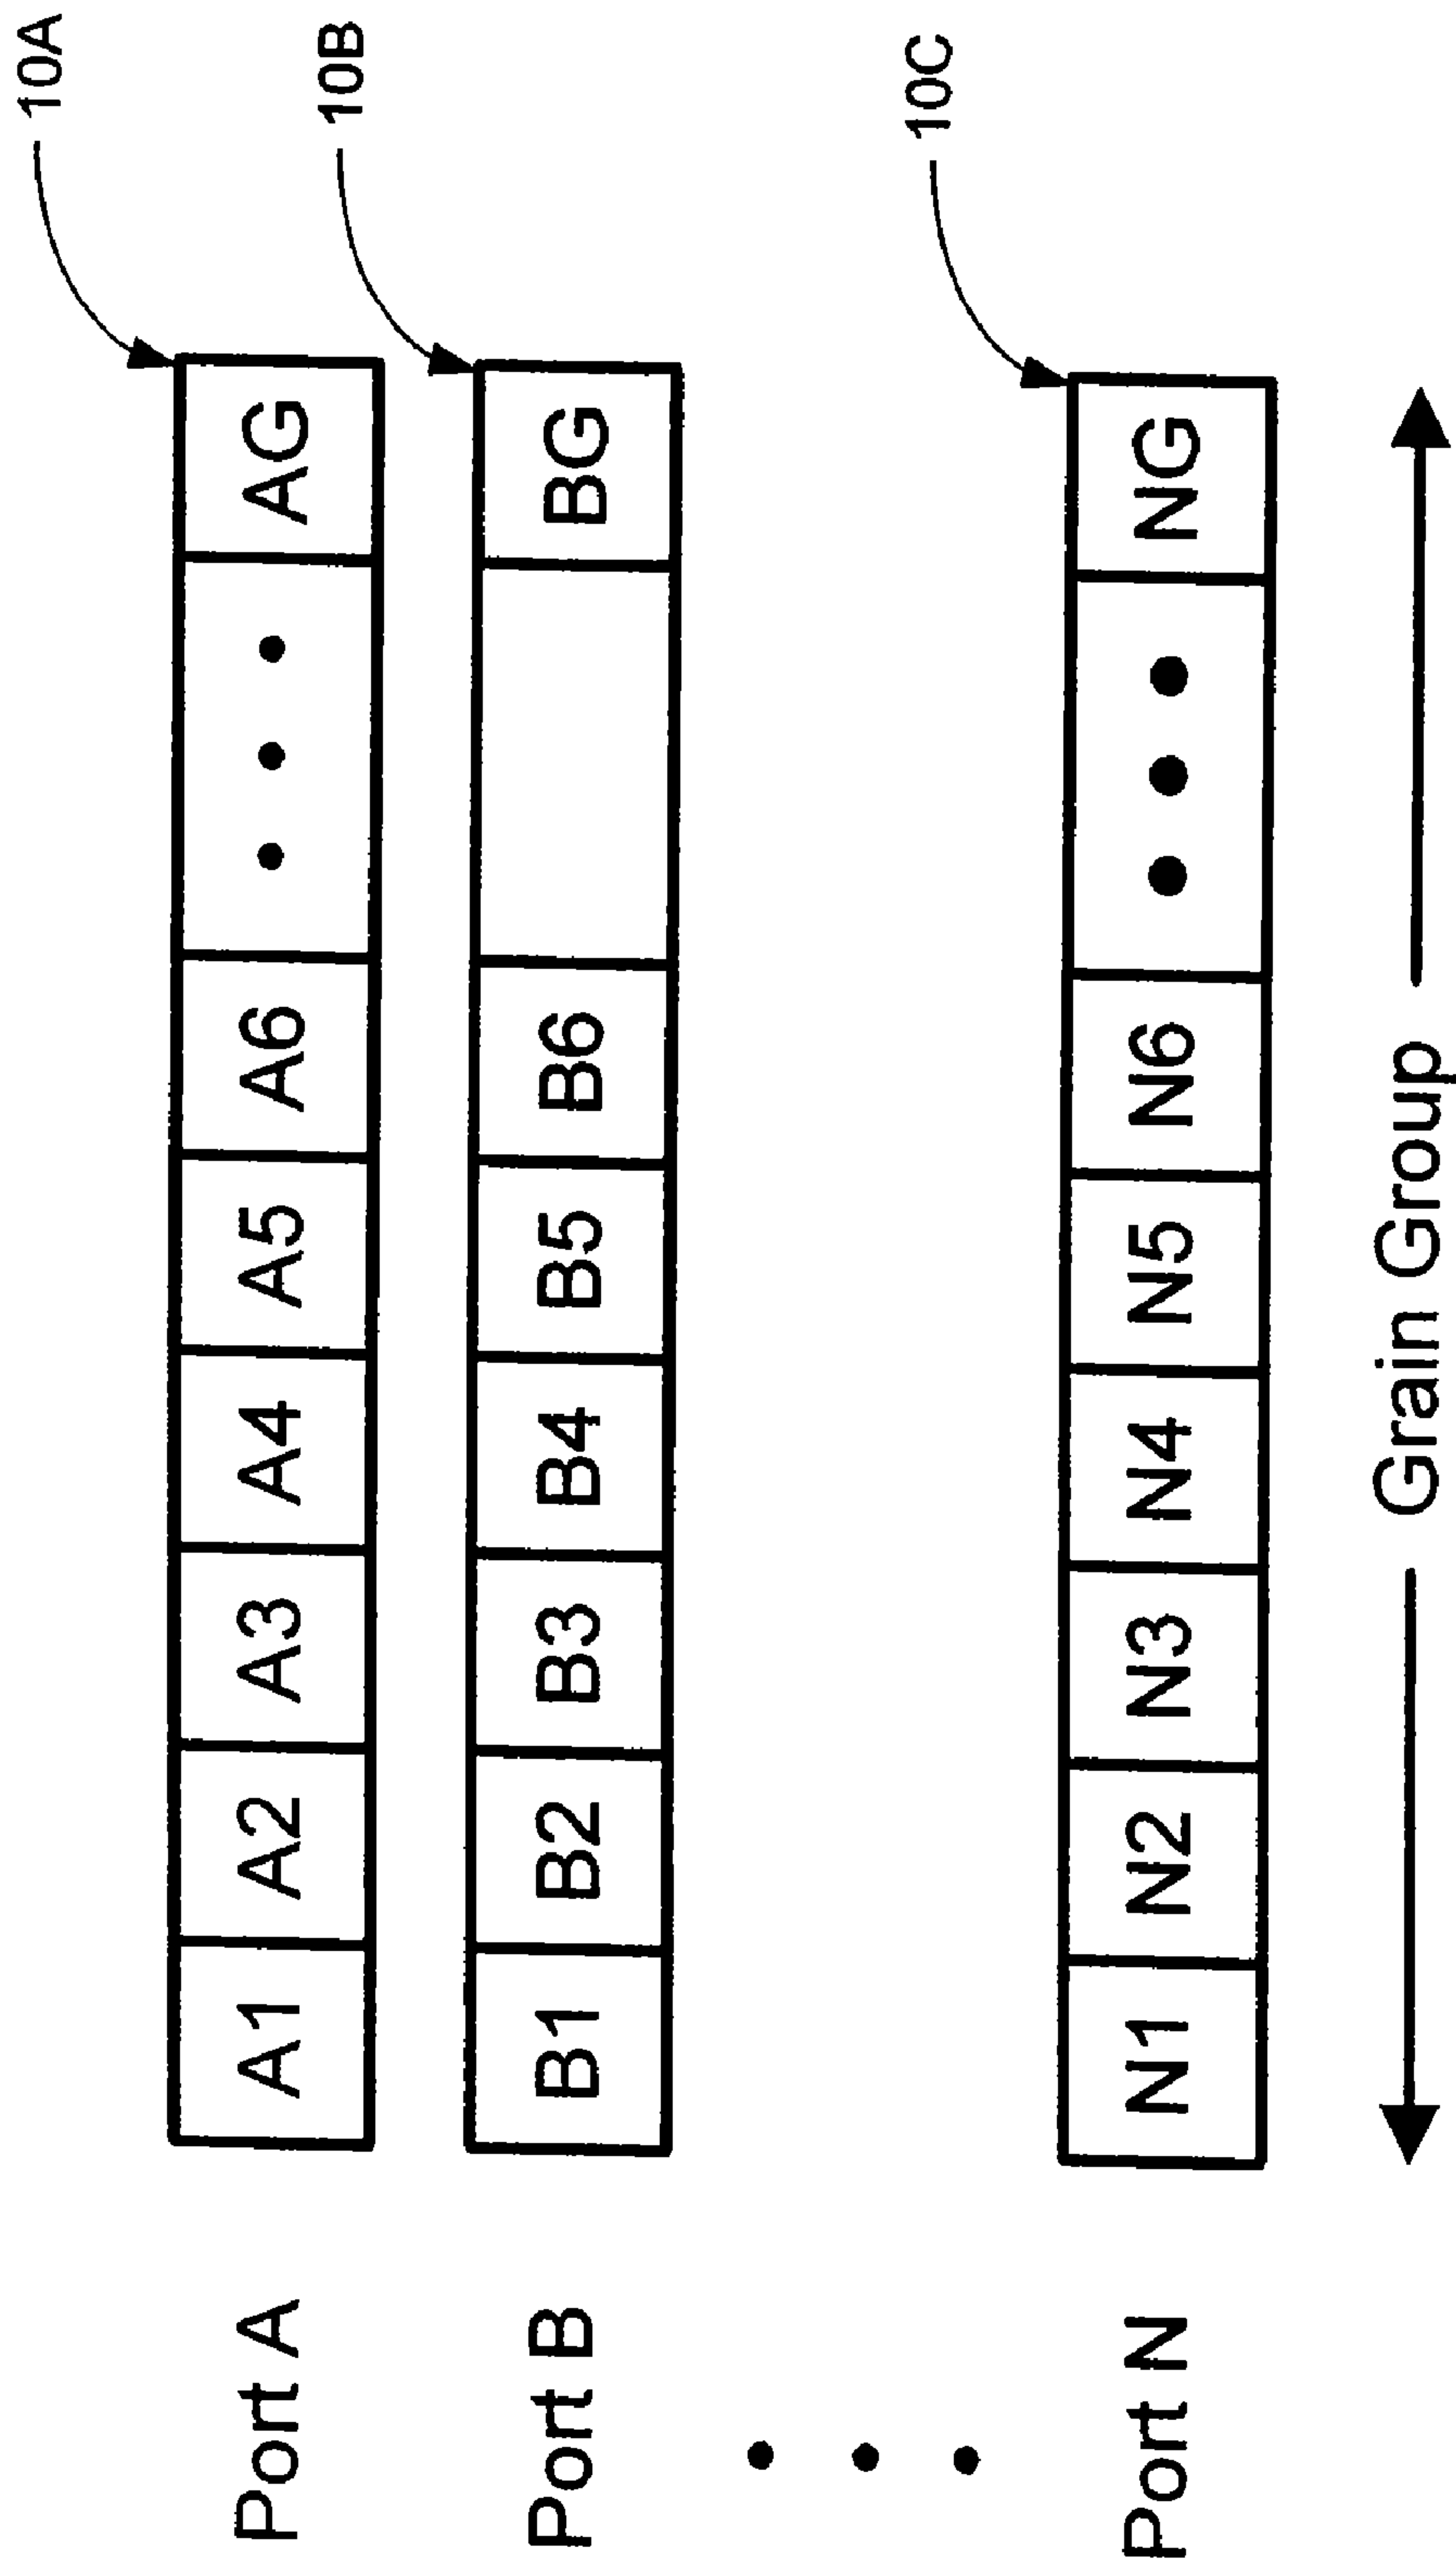 10A
Port A A1 A2 A3 A4 A5 A6 • • • AG
10B
Port B B1 B2 B3 B4 B5 B6 BG
• • •
10C
Port N N1 N2 N3 N4 N5 N6 • • • NG
Grain Group